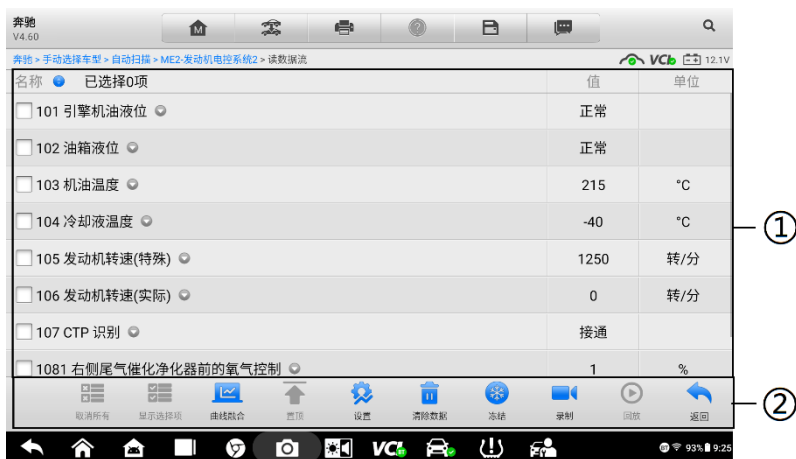 奔驰
V4.60
奔驰 > 手动选择车型 > 自动扫描 > ME2-发动机电控系统2 > 读数据流
VCI 12.1V
名称 已选择0项 值 单位
101 引擎机油液位 正常
102 油箱液位 正常
103 机油温度 215 °C
104 冷却液温度 -40 °C
105 发动机转速(特殊) 1250 转/分
106 发动机转速(实际) 0 转/分
107 CTP 识别 接通
1081 右侧尾气催化净化器前的氧气控制 1 %
①
取消所有 显示选择项 曲线融合 置顶 设置 清除数据 冻结 录制 回放 返回
②
VCI 93% 9:25